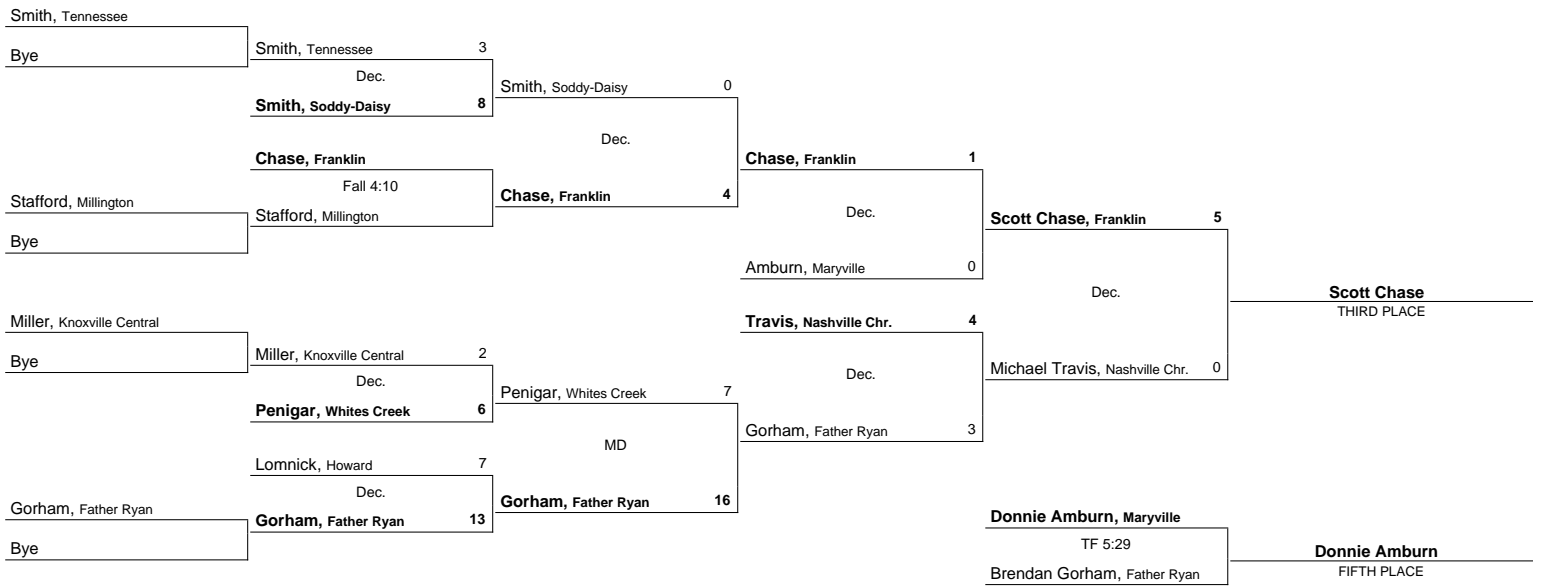 Smith, Tennessee
Bye
Stafford, Millington
Bye
Miller, Knoxville Central
Bye
Gorham, Father Ryan
Bye
Smith, Tennessee 3
Dec.
Smith, Soddy-Daisy 8
Chase, Franklin
Fall 4:10
Stafford, Millington
Miller, Knoxville Central 2
Dec.
Penigar, Whites Creek 6
Lomnick, Howard 7
Dec.
Gorham, Father Ryan 13
Smith, Soddy-Daisy 0
Dec.
Chase, Franklin 4
Penigar, Whites Creek 7
MD
Gorham, Father Ryan 16
Chase, Franklin 1
Dec.
Amburn, Maryville 0
Travis, Nashville Chr. 4
Dec.
Gorham, Father Ryan 3
Scott Chase, Franklin 5
Dec.
Michael Travis, Nashville Chr. 0
Scott Chase
THIRD PLACE
Donnie Amburn, Maryville
TF 5:29
Brendan Gorham, Father Ryan
Donnie Amburn
FIFTH PLACE